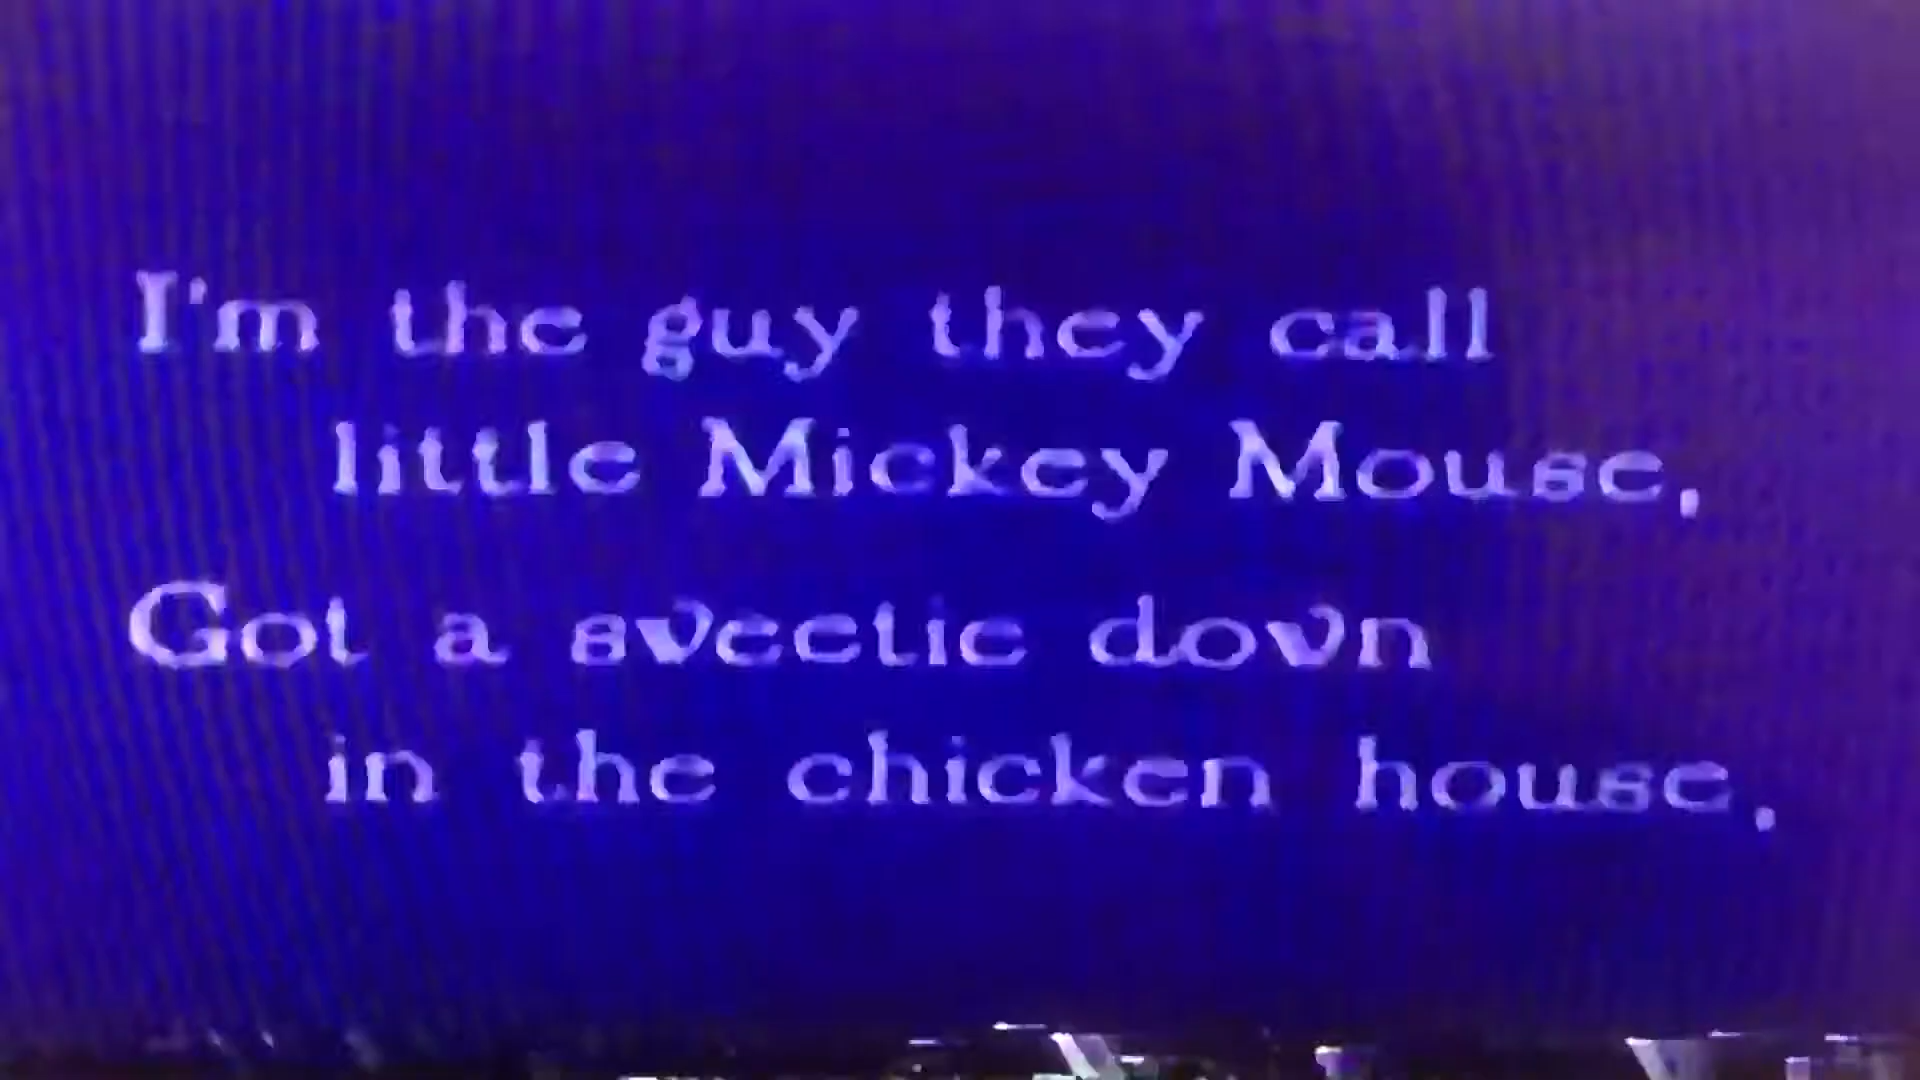 I'm the guy they call
little Mickey Mouse,
Got a sweetie down
in the chicken house,